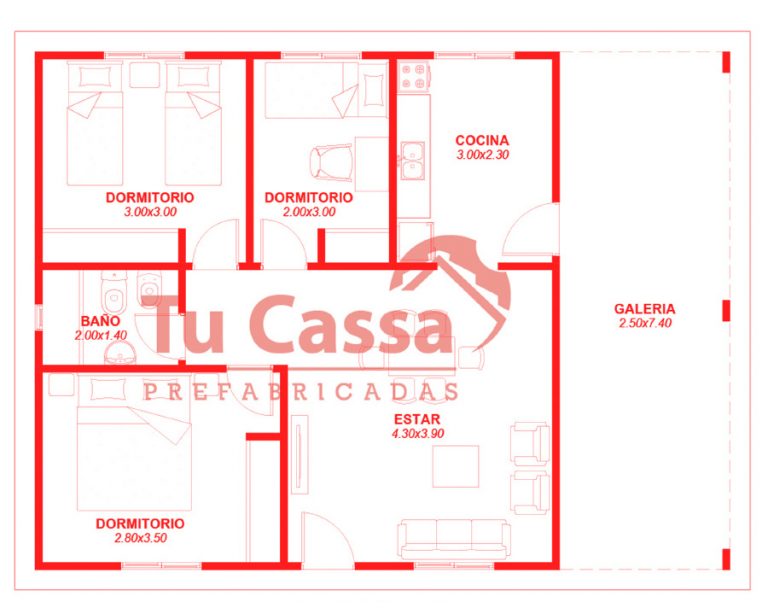 DORMITORIO
3.00x3.00
DORMITORIO
2.00x3.00
COCINA
3.00x2.30
BAÑO
2.00x1.40
Tu Cassa
PREFABRICADAS
GALERIA
2.50x7.40
ESTAR
4.30x3.90
DORMITORIO
2.80x3.50